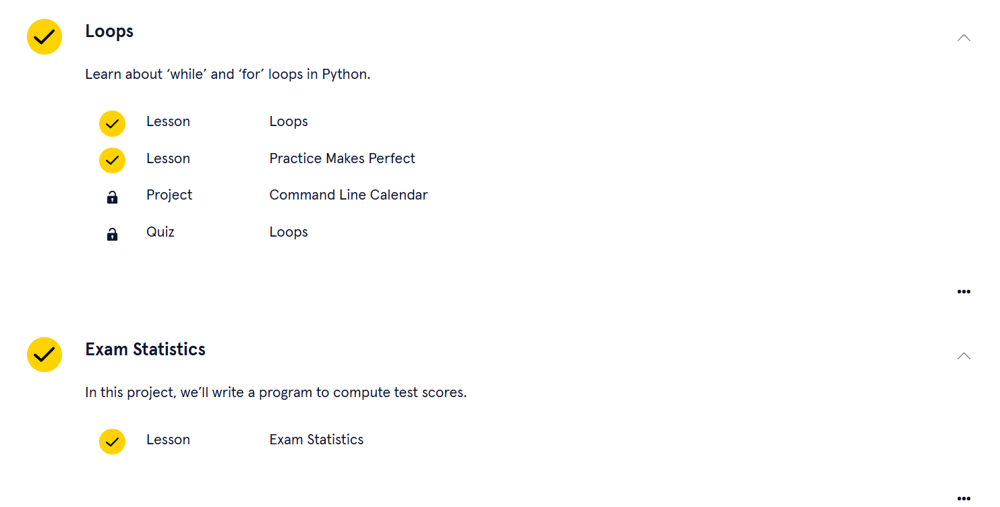 Loops
Learn about ‘while’ and ‘for’ loops in Python.
Lesson Loops
Lesson Practice Makes Perfect
Project Command Line Calendar
Quiz Loops
Exam Statistics
In this project, we’ll write a program to compute test scores.
Lesson Exam Statistics